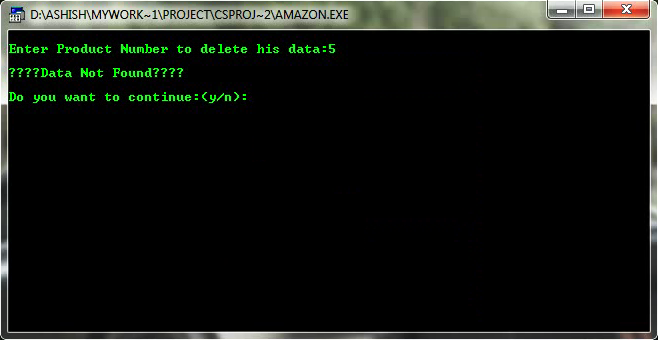 D:\ASHISH\MYWORK~1\PROJECT\CSPROJ~2\AMAZON.EXE
Enter Product Number to delete his data:5
????Data Not Found????
Do you want to continue:(y/n):